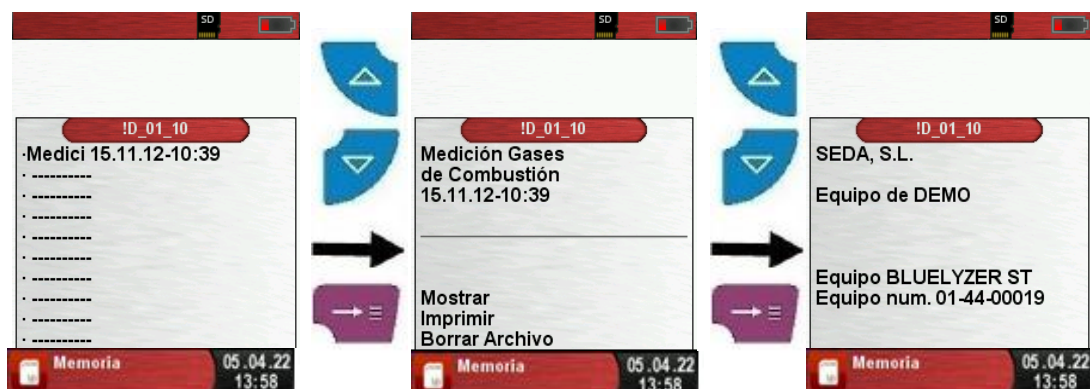 SD
!D_01_10
·Medici 15.11.12-10:39
· ----------
· ----------
· ----------
· ----------
· ----------
· ----------
· ----------
· ----------
· ----------
Memoria
05.04.22
13:58
SD
!D_01_10
Medición Gases
de Combustión
15.11.12-10:39
Mostrar
Imprimir
Borrar Archivo
Memoria
05.04.22
13:58
SD
!D_01_10
SEDA, S.L.
Equipo de DEMO
Equipo BLUELYZER ST
Equipo num. 01-44-00019
Memoria
05.04.22
13:58